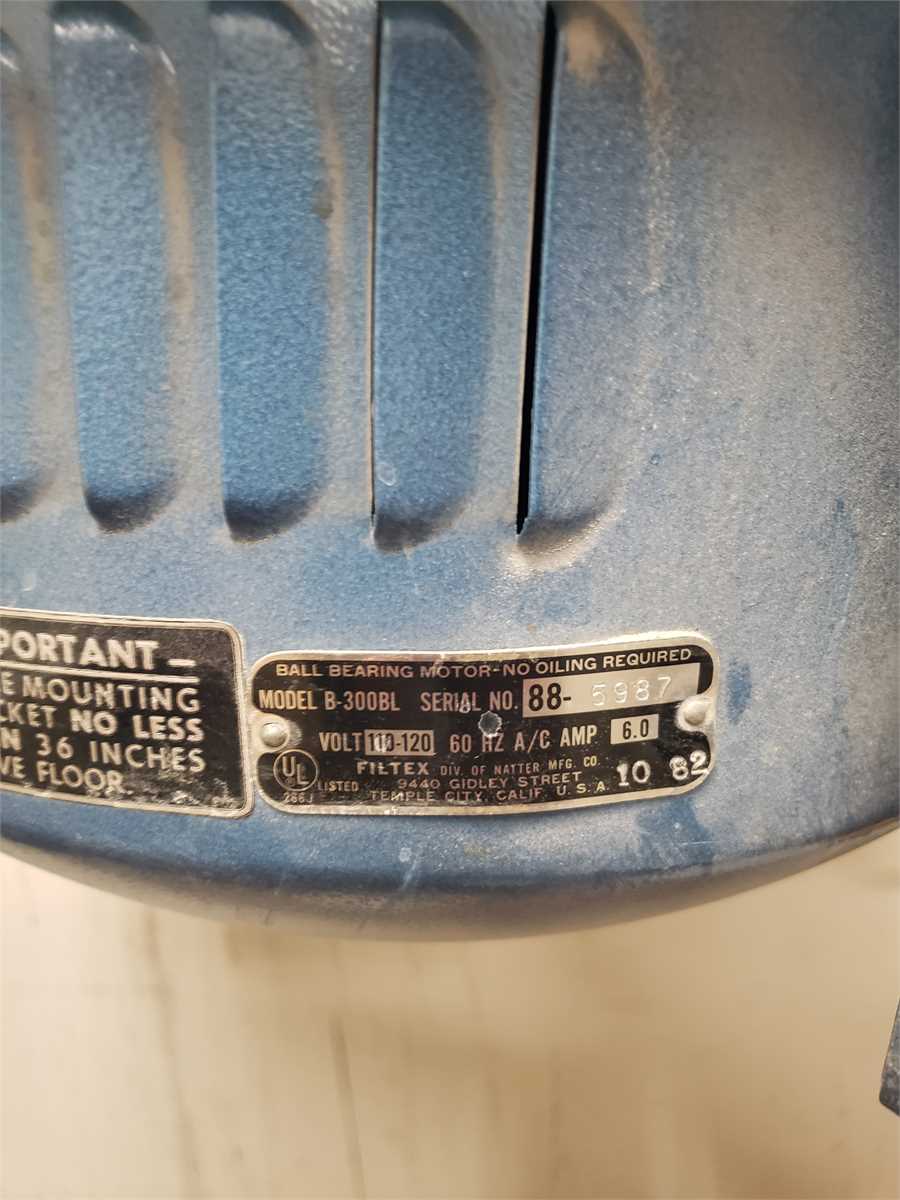 PORTANT -
E MOUNTING
CKET NO LESS
N 36 INCHES
VE FLOOR.
BALL BEARING MOTOR-NO OILING REQUIRED
MODEL B-300BL SERIAL NO. 88- 5987
VOLT 110-120 60 HZ A/C AMP 6.0
FILTEX DIV. OF NATTER MFG. CO.
UL LISTED 9440 GIDLEY STREET
286J TEMPLE CITY, CALIF. U.S.A. 10 82